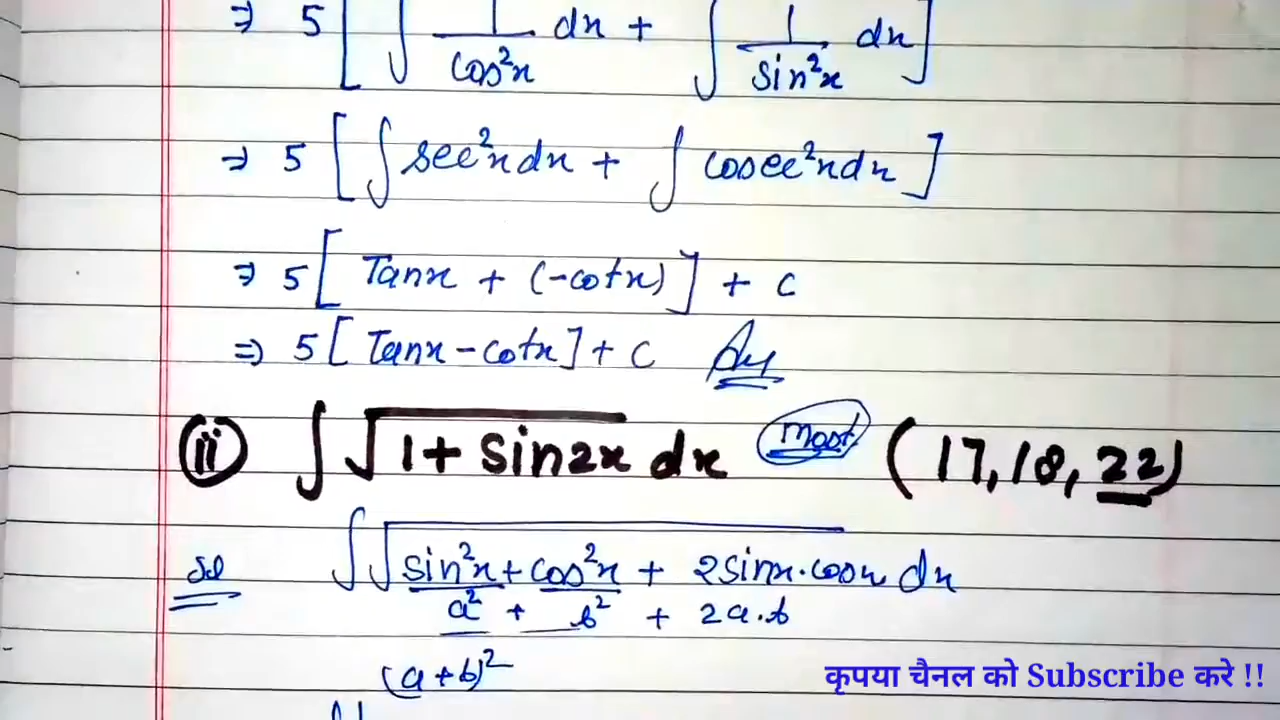 ⇒ 5 [ ∫ 1/cos²x dx + ∫ 1/sin²x dx ]
⇒ 5 [ ∫ sec²x dx + ∫ cosec²x dx ]
⇒ 5 [ Tanx + (-cotx) ] + c
⇒ 5 [ Tanx - cotx ] + c Ans
(ii) ∫ √(1 + sin2x) dx Most (17, 18, 22)
Sol ∫ √(sin²x + cos²x + 2sinx·cosx) dx
a² + b² + 2a.b
(a+b)²
कृपया चैनल को Subscribe करे !!